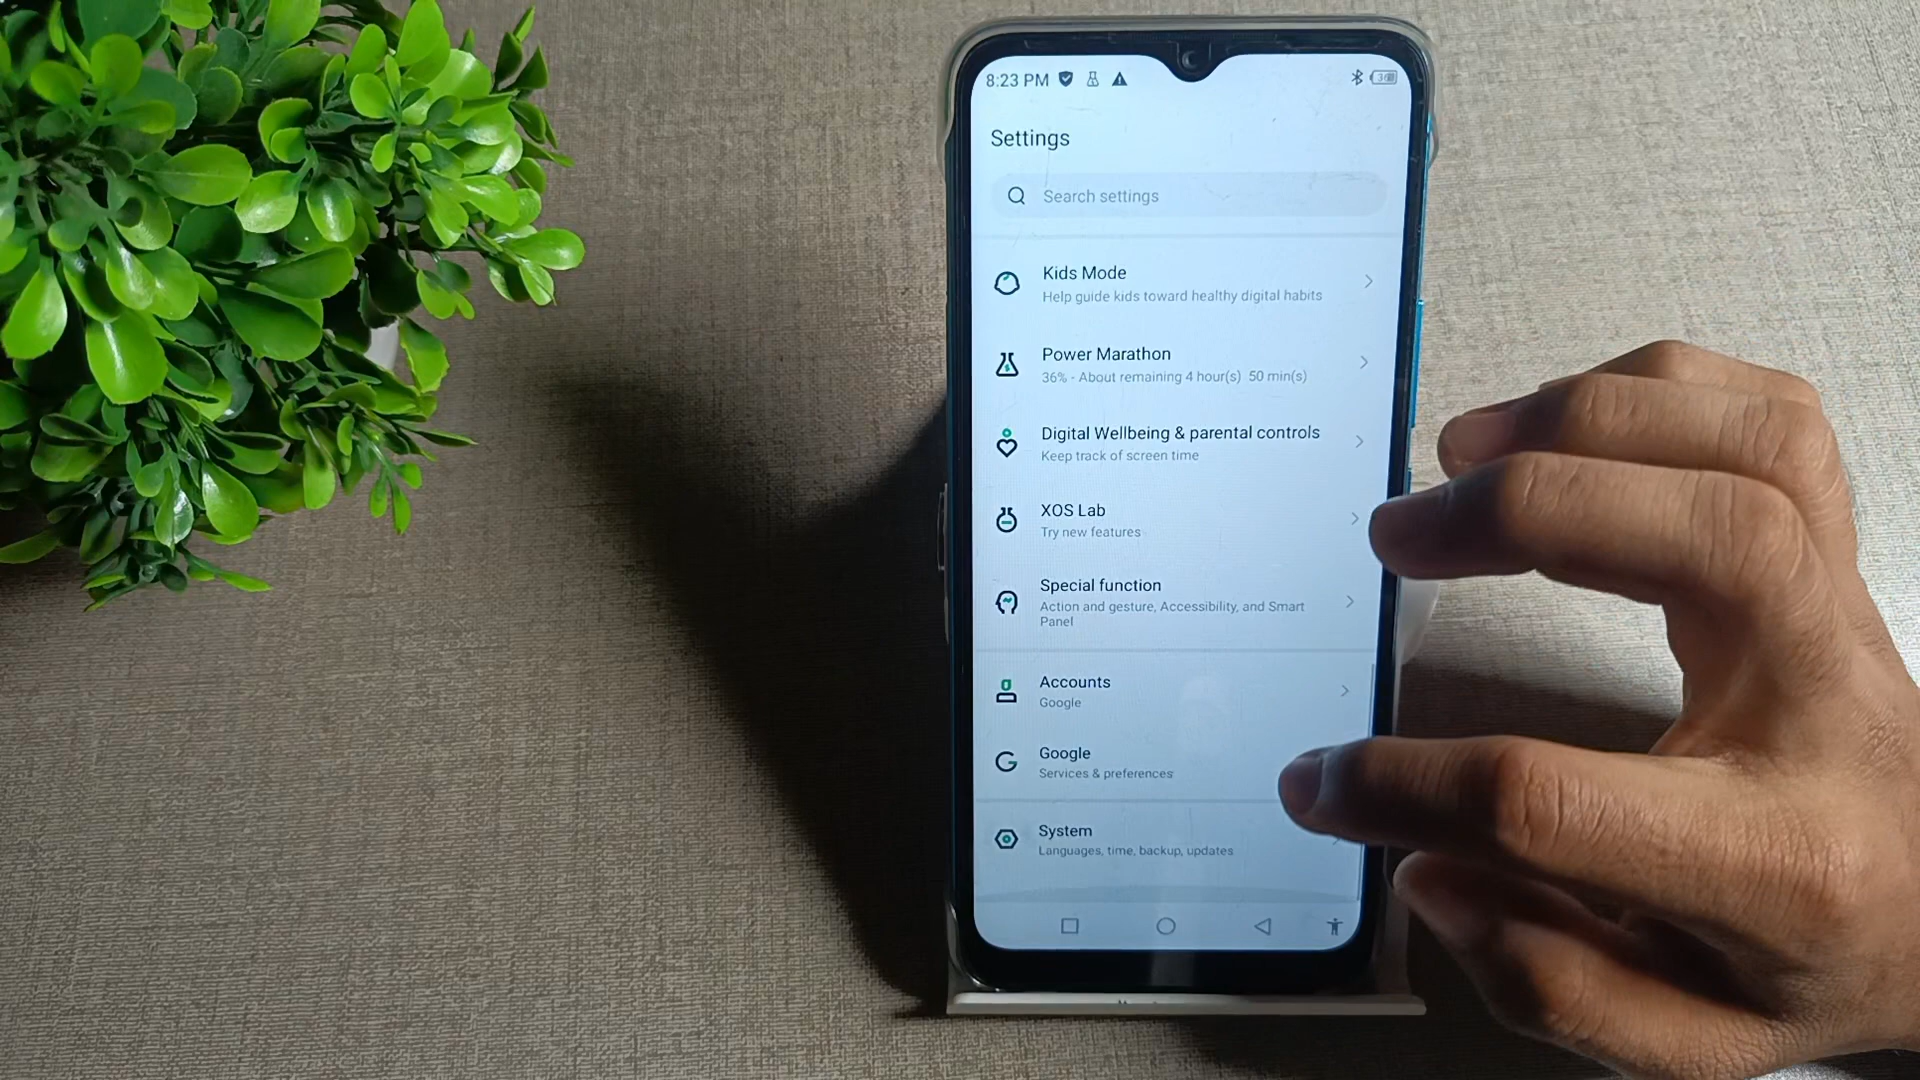 8:23 PM
36
Settings
Search settings
Kids Mode
Help guide kids toward healthy digital habits
Power Marathon
36% - About remaining 4 hour(s) 50 min(s)
Digital Wellbeing & parental controls
Keep track of screen time
XOS Lab
Try new features
Special function
Action and gesture, Accessibility, and Smart
Panel
Accounts
Google
Google
Services & preferences
System
Languages, time, backup, updates